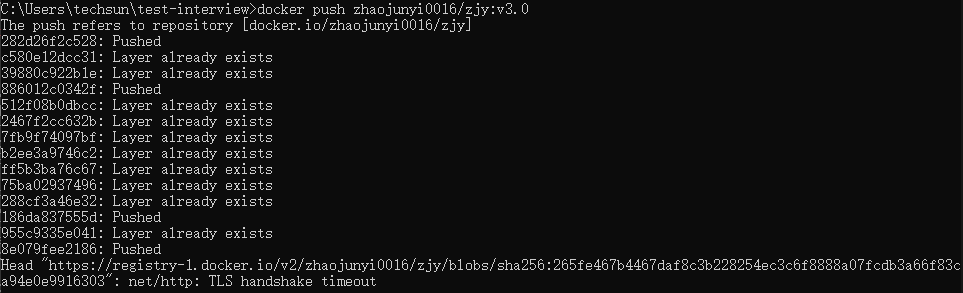 C:\Users\techsun\test-interview>docker push zhaojunyi0016/zjy:v3.0
The push refers to repository [docker.io/zhaojunyi0016/zjy]
282d26f2c528: Pushed
c580e12dcc31: Layer already exists
39880c922b1e: Layer already exists
886012c0342f: Pushed
512f08b0dbcc: Layer already exists
2467f2cc632b: Layer already exists
7fb9f74097bf: Layer already exists
b2ee3a9746c2: Layer already exists
ff5b3ba76c67: Layer already exists
75ba02937496: Layer already exists
288cf3a46e32: Layer already exists
186da837555d: Pushed
955c9335e041: Layer already exists
8e079fee2186: Pushed
Head "https://registry-1.docker.io/v2/zhaojunyi0016/zjy/blobs/sha256:265fe467b4467daf8c3b228254ec3c6f8888a07fcdb3a66f83c
a94e0e9916303": net/http: TLS handshake timeout